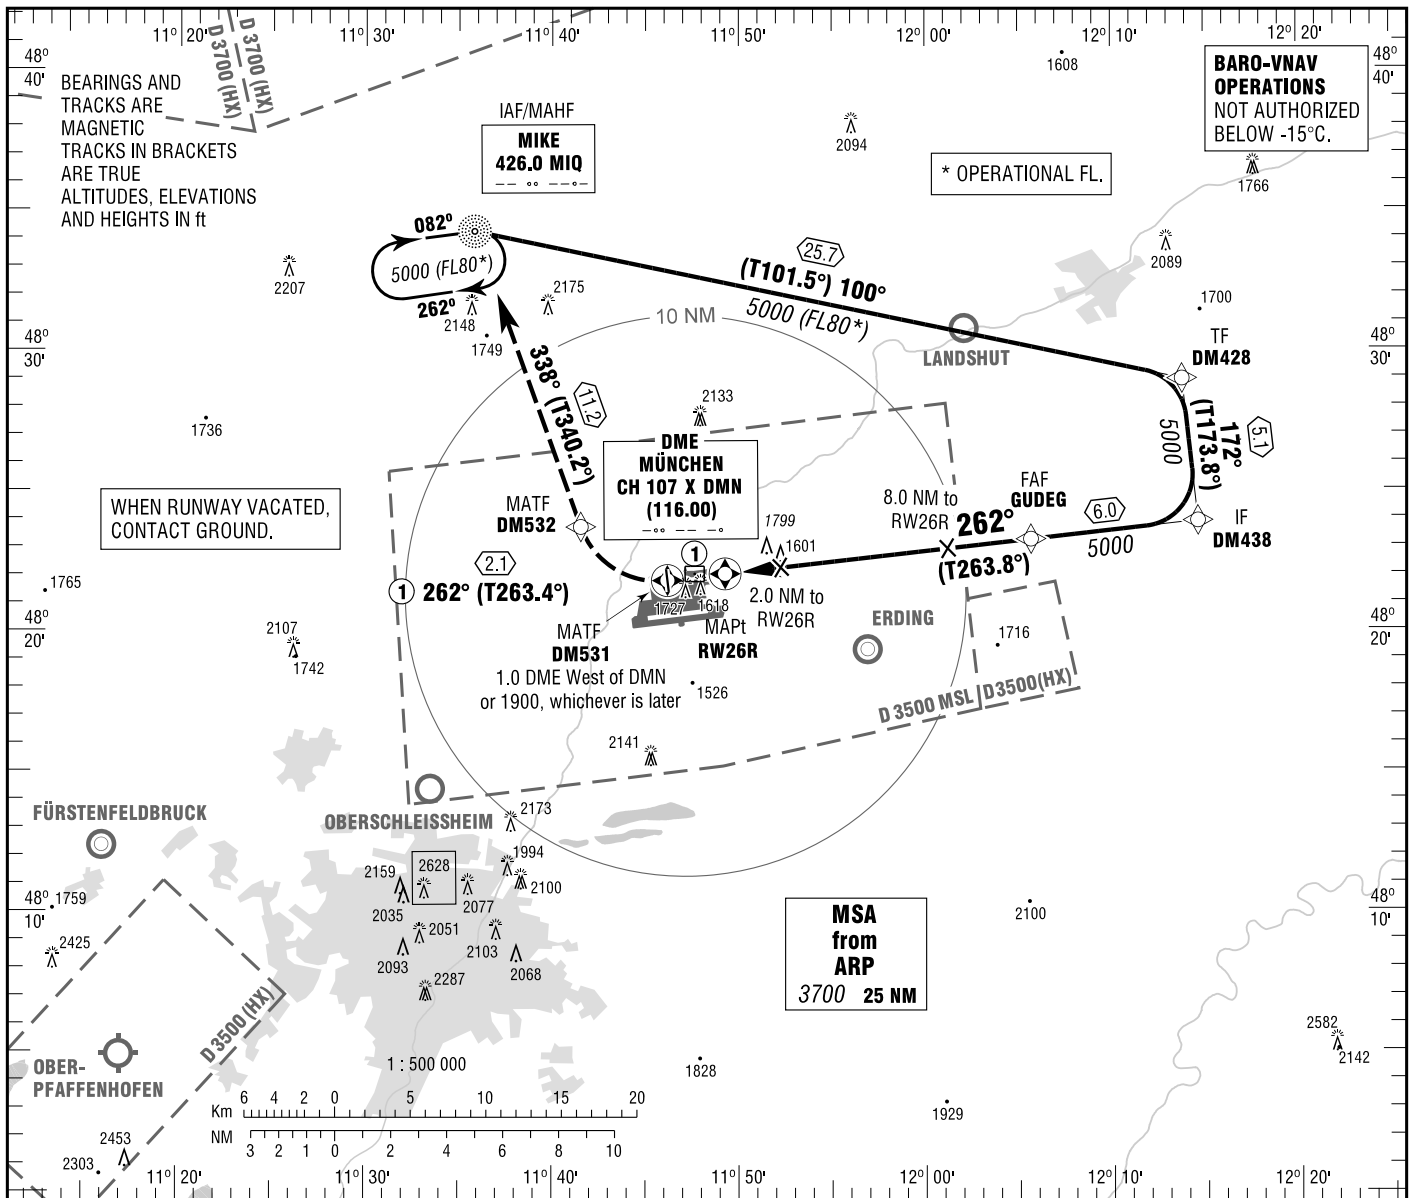 11° 20'
11° 30'
11° 40'
11° 50'
12° 00'
12° 10'
12° 20'
48°
40'
48°
40'
D 3700 (HX)
D 3700 (HX)
BEARINGS AND
TRACKS ARE
MAGNETIC
TRACKS IN BRACKETS
ARE TRUE
ALTITUDES, ELEVATIONS
AND HEIGHTS IN ft
1608
BARO-VNAV
OPERATIONS
NOT AUTHORIZED
BELOW -15°C.
IAF/MAHF
MIKE
426.0 MIQ
2094
* OPERATIONAL FL.
1766
082°
5000 (FL80*)
262°
25.7
(T101.5°) 100°
5000 (FL80*)
2089
2207
2175
2148
1749
10 NM
1700
48°
30'
48°
30'
LANDSHUT
TF
DM428
338° (T340.2°)
11.2
2133
1736
5000
172°
(T173.8°)
5.1
DME
MÜNCHEN
CH 107 X DMN
(116.00)
WHEN RUNWAY VACATED,
CONTACT GROUND.
MATF
DM532
8.0 NM to
RW26R
FAF
GUDEG
262°
(T263.8°)
6.0
5000
IF
DM438
1799
1601
1
2.1
1
262° (T263.4°)
1765
1727
1618
2.0 NM to
RW26R
MAPt
RW26R
MATF
DM531
1.0 DME West of DMN
or 1900, whichever is later
ERDING
48°
20'
48°
20'
2107
1742
1716
1526
D 3500 MSL
D3500(HX)
2141
FÜRSTENFELDBRUCK
OBERSCHLEISSHEIM
2173
1994
2159
2628
2100
2035
2077
48°
10'
1759
48°
10'
2425
2051
2103
2093
2068
2287
2100
MSA
from
ARP
3700 25 NM
D 3500 (HX)
OBER-
PFAFFENHOFEN
2582
2142
1828
1929
1 : 500 000
Km
6 4 2 0 5 10 15 20
NM
3 2 1 0 2 4 6 8 10
2453
2303
11° 20'
11° 30'
11° 40'
11° 50'
12° 00'
12° 10'
12° 20'